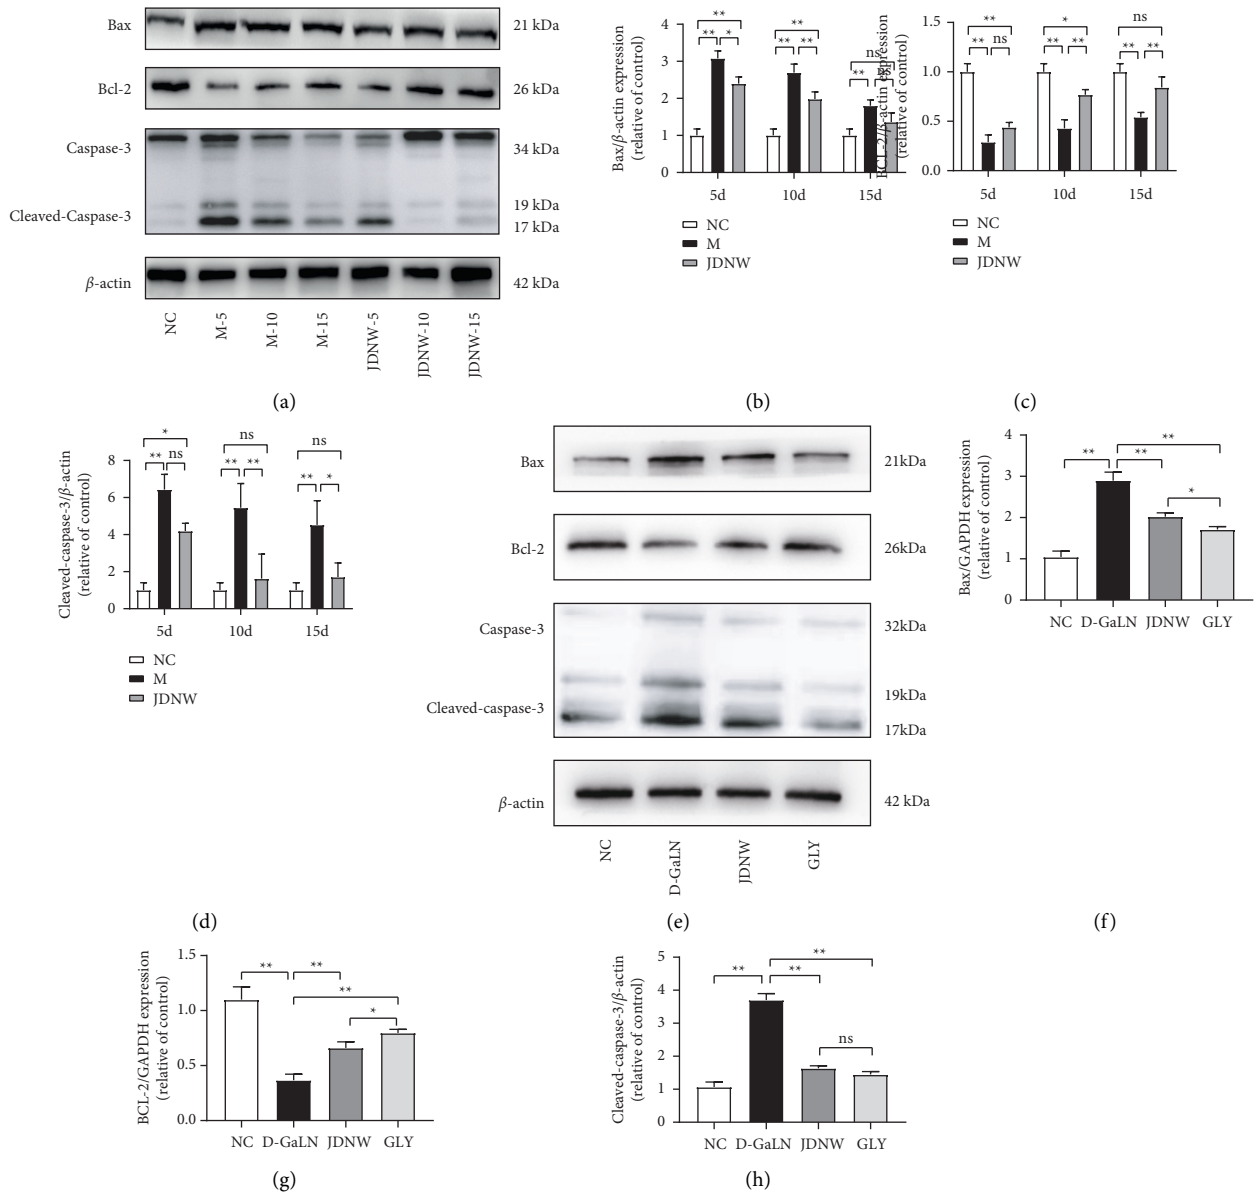 Bax
21 kDa
Bcl-2
26 kDa
Caspase-3
34 kDa
19 kDa
Cleaved-Caspase-3
17 kDa
β-actin
42 kDa
NC
M-5
M-10
M-15
JDNW-5
JDNW-10
JDNW-15
(a)
Bax/β-actin expression
(relative of control)
4
3
2
1
0
** ** **
** * ** ** **
ns
5d 10d 15d
NC
M
JDNW
(b)
BCL-2/β-actin expression
(relative of control)
1.5
1.0
0.5
0.0
** * ns
** ns ** ** ** **
5d 10d 15d
NC
M
JDNW
(c)
Cleaved-caspase-3/β-actin
(relative of control)
8
6
4
2
0
* ns ns
** ns ** ** ** *
5d 10d 15d
NC
M
JDNW
(d)
Bax
21kDa
Bcl-2
26kDa
Caspase-3
32kDa
19kDa
Cleaved-caspase-3
17kDa
β-actin
42 kDa
NC
D-GaLN
JDNW
GLY
(e)
Bax/GAPDH expression
(relative of control)
4
3
2
1
0
**
** **
*
NC D-GaLN JDNW GLY
(f)
BCL-2/GAPDH expression
(relative of control)
1.5
1.0
0.5
0.0
** **
**
*
NC D-GaLN JDNW GLY
(g)
Cleaved-caspase-3/β-actin
(relative of control)
5
4
3
2
1
0
**
** **
ns
NC D-GaLN JDNW GLY
(h)